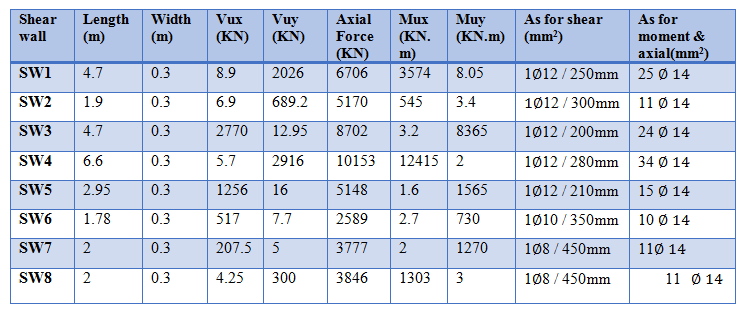 Shear wall | Length (m) | Width (m) | Vux (KN) | Vuy (KN) | Axial Force (KN) | Mux (KN. m) | Muy (KN.m) | As for shear (mm²) | As for moment & axial(mm²)
SW1 | 4.7 | 0.3 | 8.9 | 2026 | 6706 | 3574 | 8.05 | 1Ø12 / 250mm | 25 Ø 14
SW2 | 1.9 | 0.3 | 6.9 | 689.2 | 5170 | 545 | 3.4 | 1Ø12 / 300mm | 11 Ø 14
SW3 | 4.7 | 0.3 | 2770 | 12.95 | 8702 | 3.2 | 8365 | 1Ø12 / 200mm | 24 Ø 14
SW4 | 6.6 | 0.3 | 5.7 | 2916 | 10153 | 12415 | 2 | 1Ø12 / 280mm | 34 Ø 14
SW5 | 2.95 | 0.3 | 1256 | 16 | 5148 | 1.6 | 1565 | 1Ø12 / 210mm | 15 Ø 14
SW6 | 1.78 | 0.3 | 517 | 7.7 | 2589 | 2.7 | 730 | 1Ø10 / 350mm | 10 Ø 14
SW7 | 2 | 0.3 | 207.5 | 5 | 3777 | 2 | 1270 | 1Ø8 / 450mm | 11Ø 14
SW8 | 2 | 0.3 | 4.25 | 300 | 3846 | 1303 | 3 | 1Ø8 / 450mm | 11 Ø 14